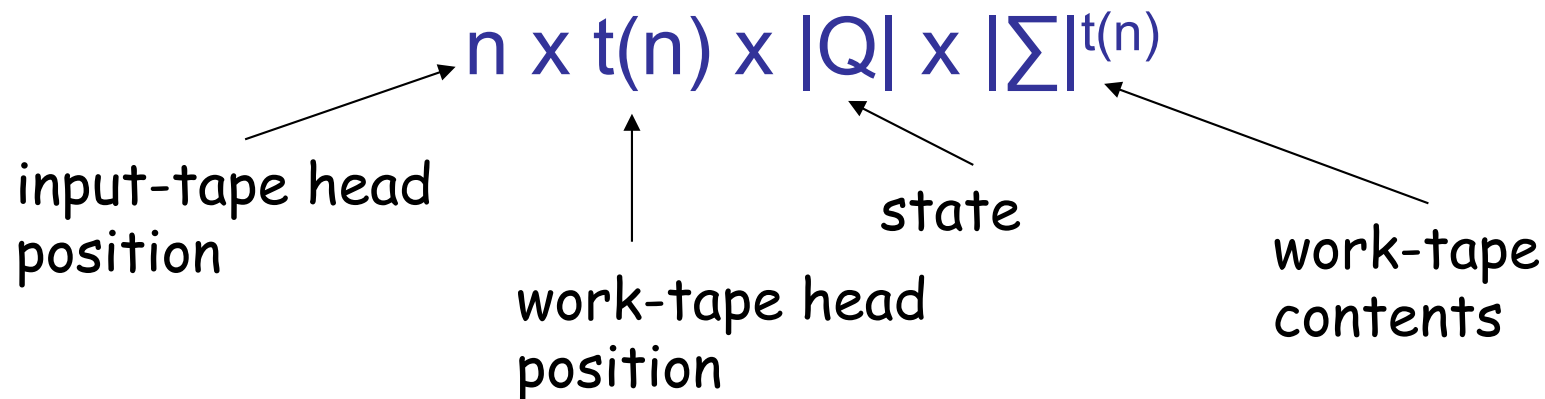 n x t(n) x |Q| x |∑|^t(n)
input-tape head
position
work-tape head
position
state
work-tape
contents